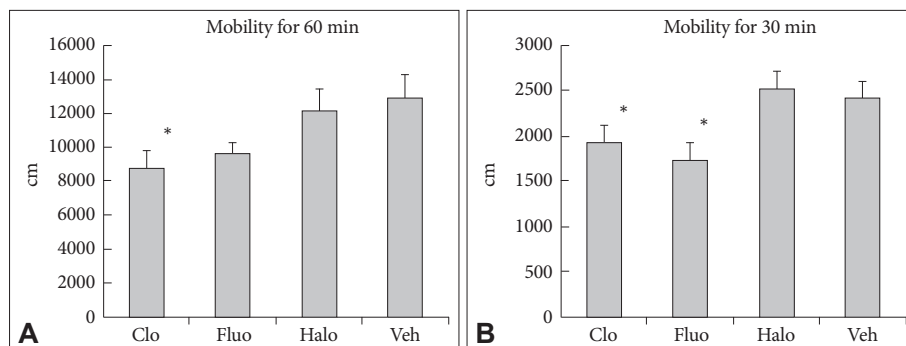 Mobility for 60 min
16000
14000
12000
10000
8000
6000
4000
2000
0
cm
*
Clo Fluo Halo Veh
A
Mobility for 30 min
3000
2500
2000
1500
1000
500
0
cm
* *
Clo Fluo Halo Veh
B